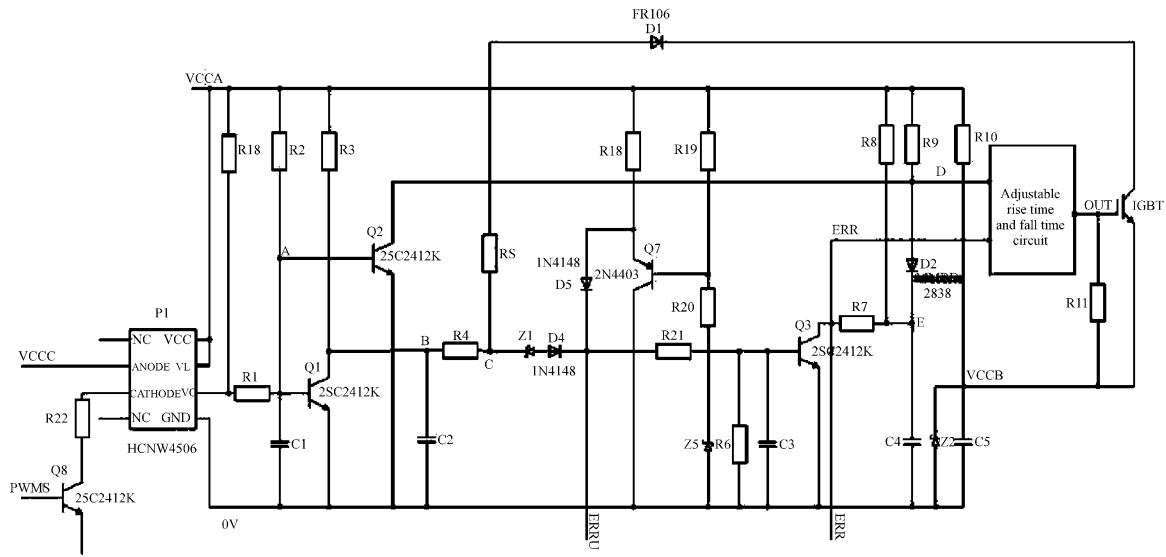 FR106
D1
VCCA
R18
R2
R3
R18
R19
R8
R9
R10
D
Adjustable
rise time
and fall time
circuit
OUT
IGBT
Q2
25C2412K
A
RS
1N4148
D5
Q7
2N4403
ERR
D2
2838
R20
R7
R11
P1
NC
VCC
VCCC
ANODE
VL
CATHODE
VO
NC
GND
HCNW4506
R22
R1
Q1
2SC2412K
B
R4
C
Z1
D4
1N4148
R21
Q3
2SC2412K
E
VCCB
C1
C2
Z5
R6
C3
C4
Z2
C5
Q8
PWMS
25C2412K
0V
ERRU
ERR